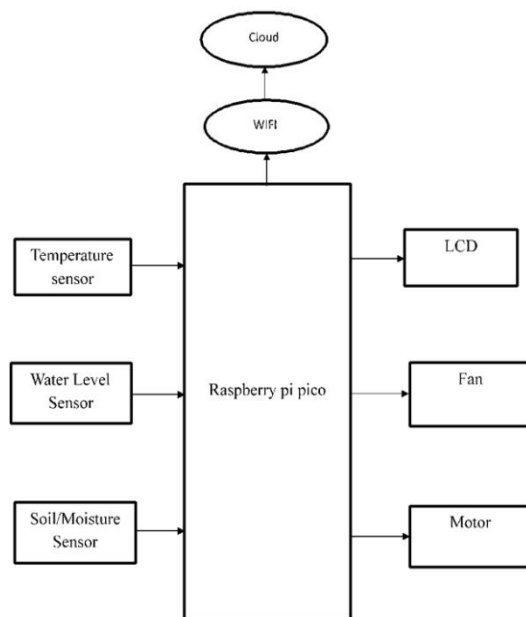 Cloud
WIFI
Temperature
sensor
LCD
Water Level
Sensor
Raspberry pi pico
Fan
Soil/Moisture
Sensor
Motor